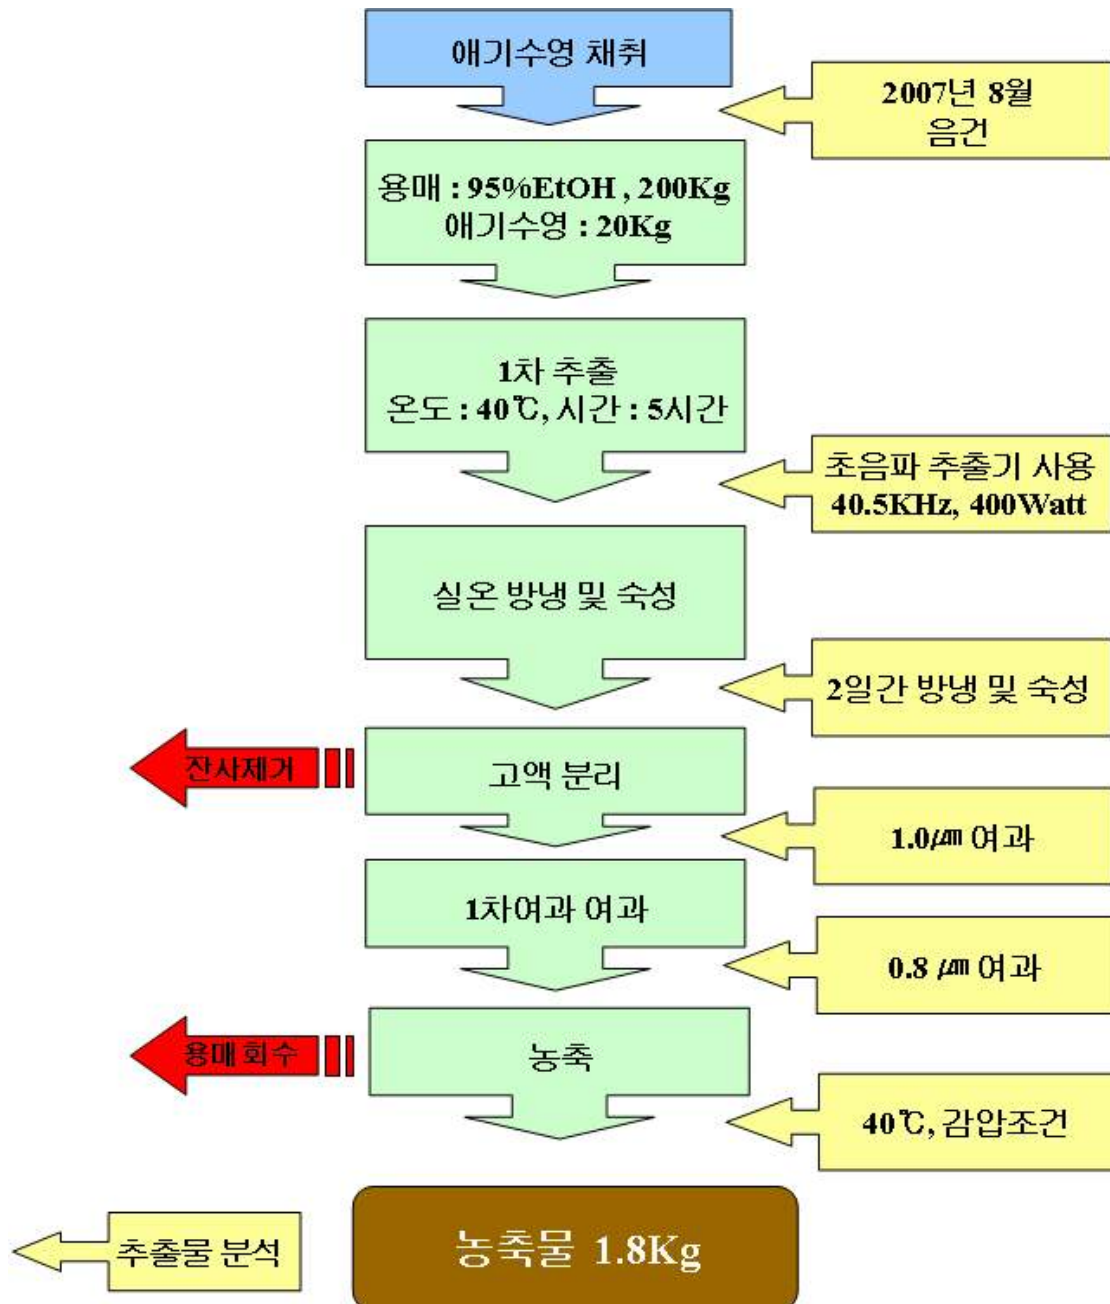 애기수영 채취
2007년 8월
음건
용매 : 95%EtOH , 200Kg
애기수영 : 20Kg
1차 추출
온도 : 40℃, 시간 : 5시간
초음파 추출기 사용
40.5KHz, 400Watt
실온 방냉 및 숙성
2일간 방냉 및 숙성
잔사제거
고액 분리
1.0㎛ 여과
1차여과 여과
0.8 ㎛ 여과
용매 회수
농축
40℃, 감압조건
추출물 분석
농축물 1.8Kg